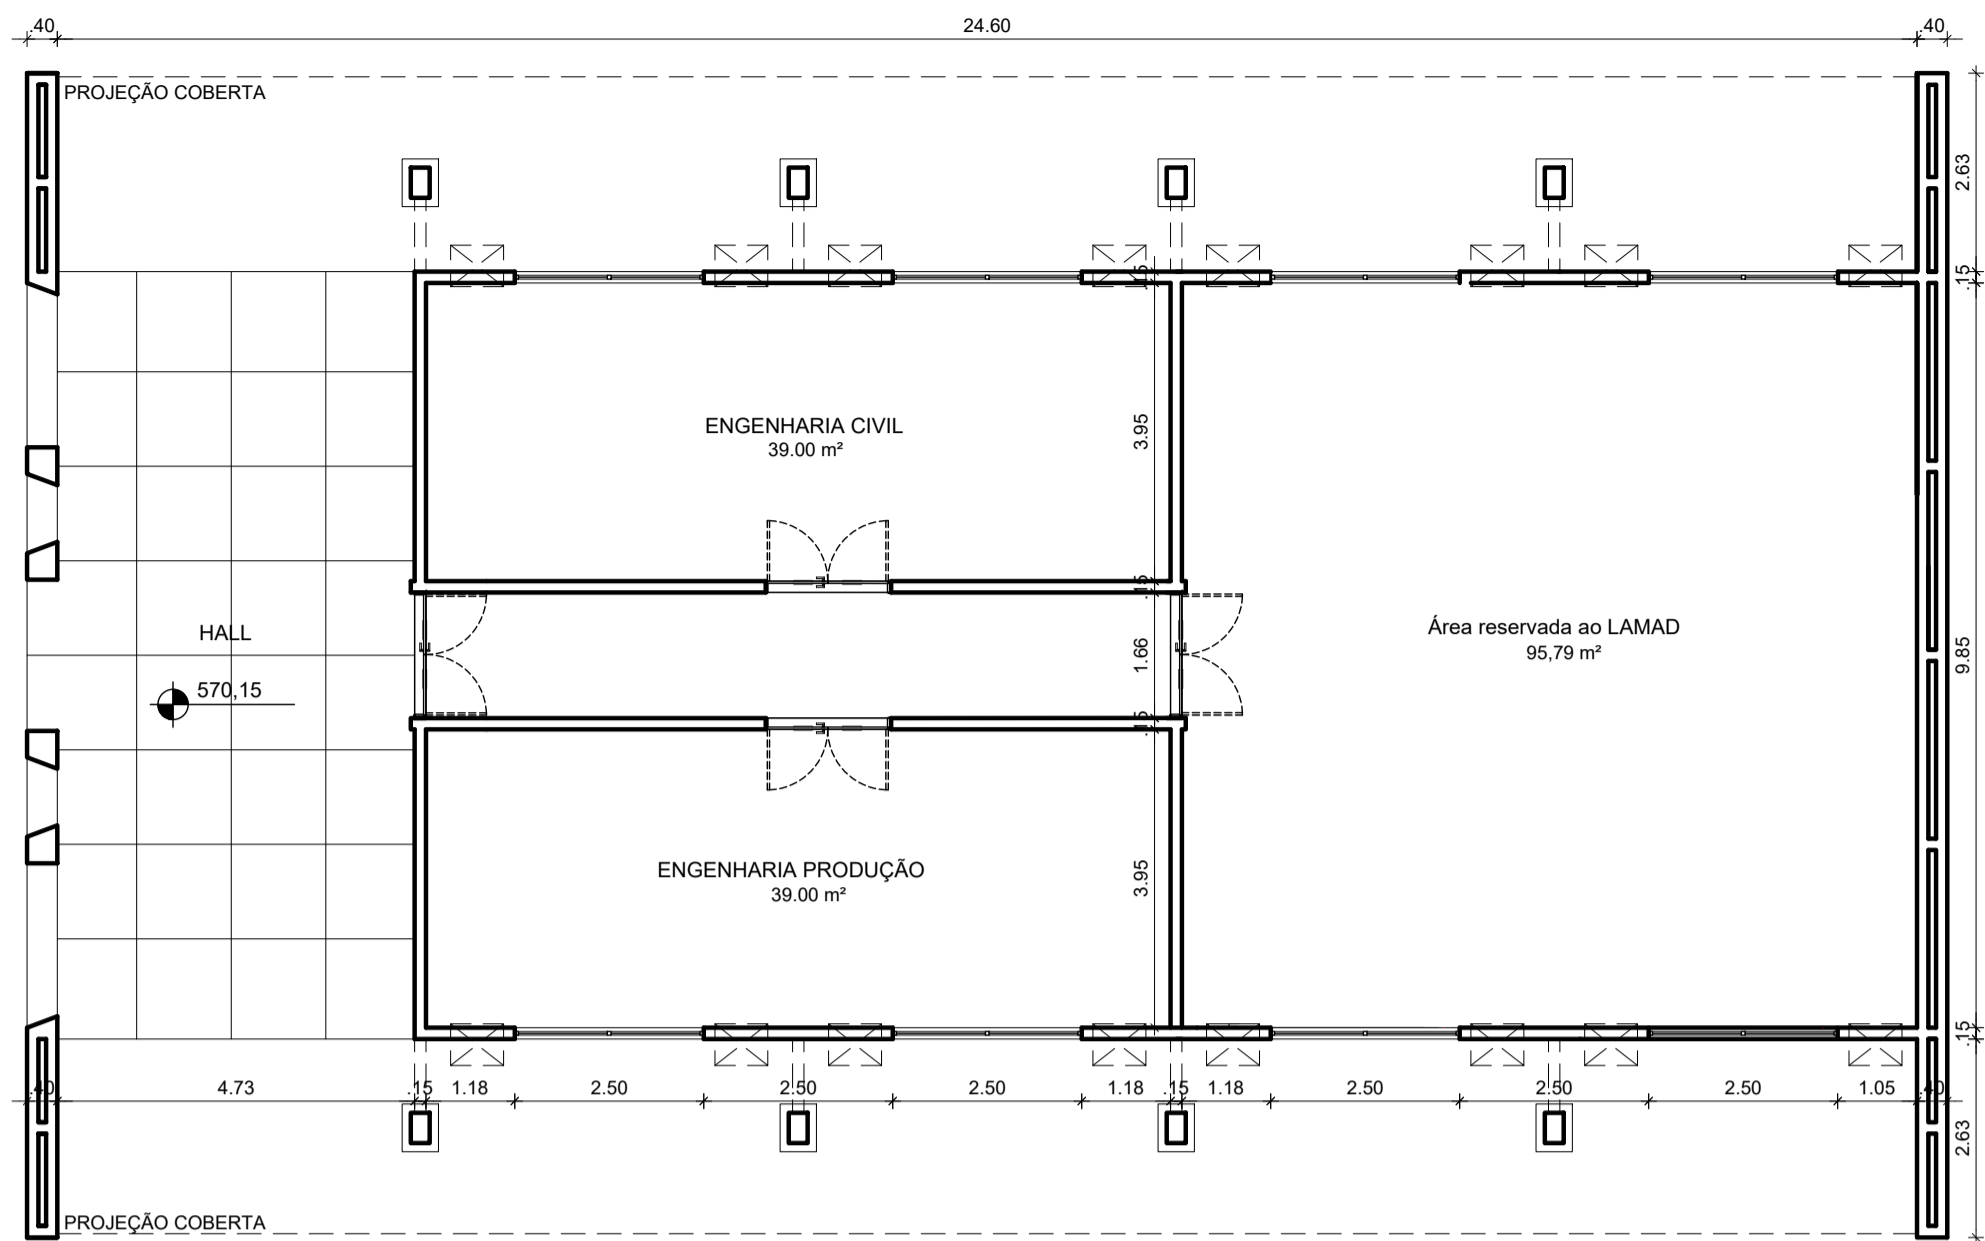 .40 24.60 .40
PROJEÇÃO COBERTA
2.63
.15 .15
ENGENHARIA CIVIL
39.00 m²
3.95
.15
HALL
1.66
Área reservada ao LAMAD
95,79 m²
9.85
570,15
.15
ENGENHARIA PRODUÇÃO
39.00 m²
3.95
.15
.40 4.73 .15 1.18 2.50 2.50 2.50 1.18 .15 1.18 2.50 2.50 2.50 1.05 .40
2.63
PROJEÇÃO COBERTA